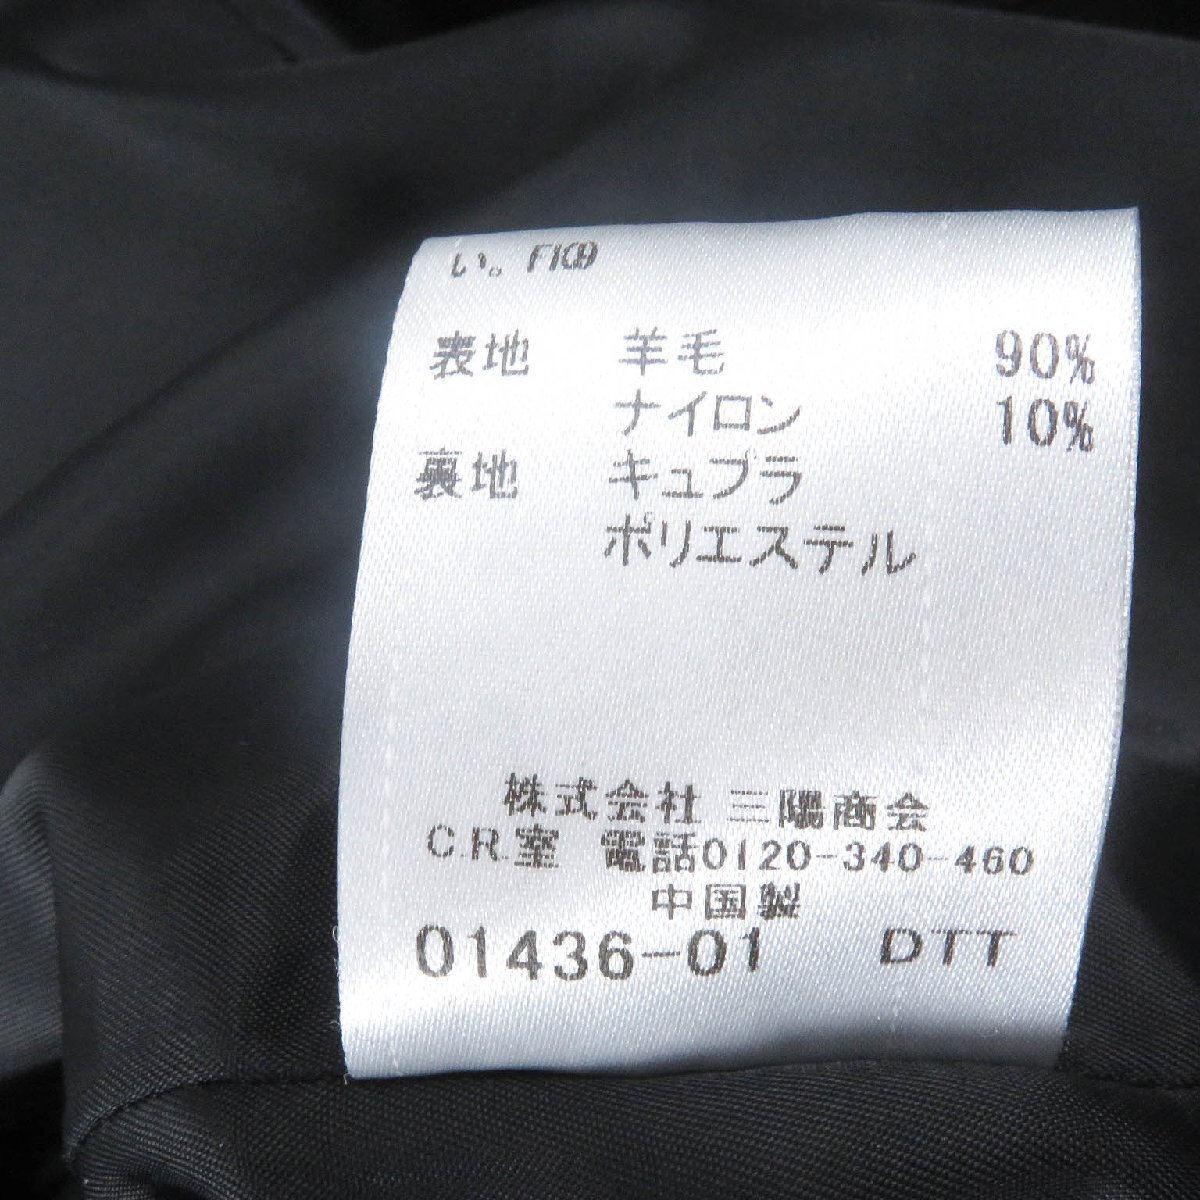 い。FK09
表地 羊毛 90%
ナイロン 10%
裏地 キュプラ
ポリエステル
株式会社 三陽商会
C.R.室 電話0120-340-460
中国製
01436-01 DTT